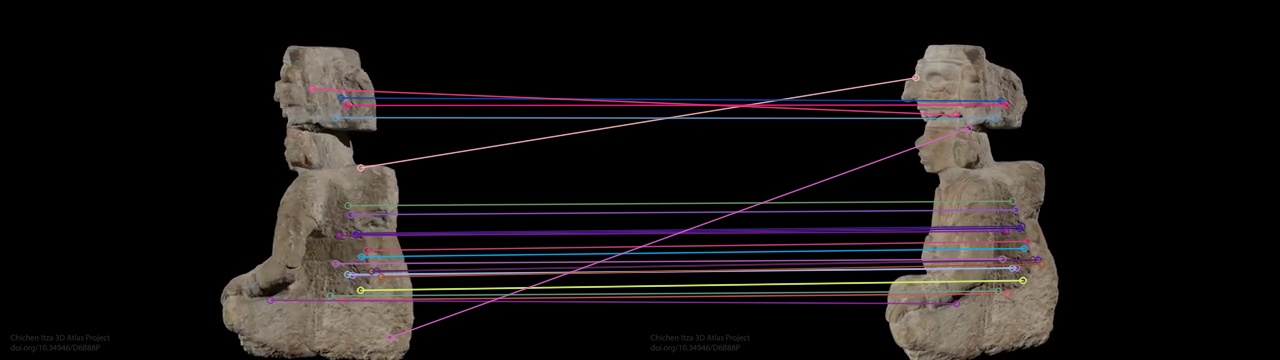 Chichen Itza 3D Atlas Project
doi.org/10.34946/D6B88P
Chichen Itza 3D Atlas Project
doi.org/10.34946/D6B88P